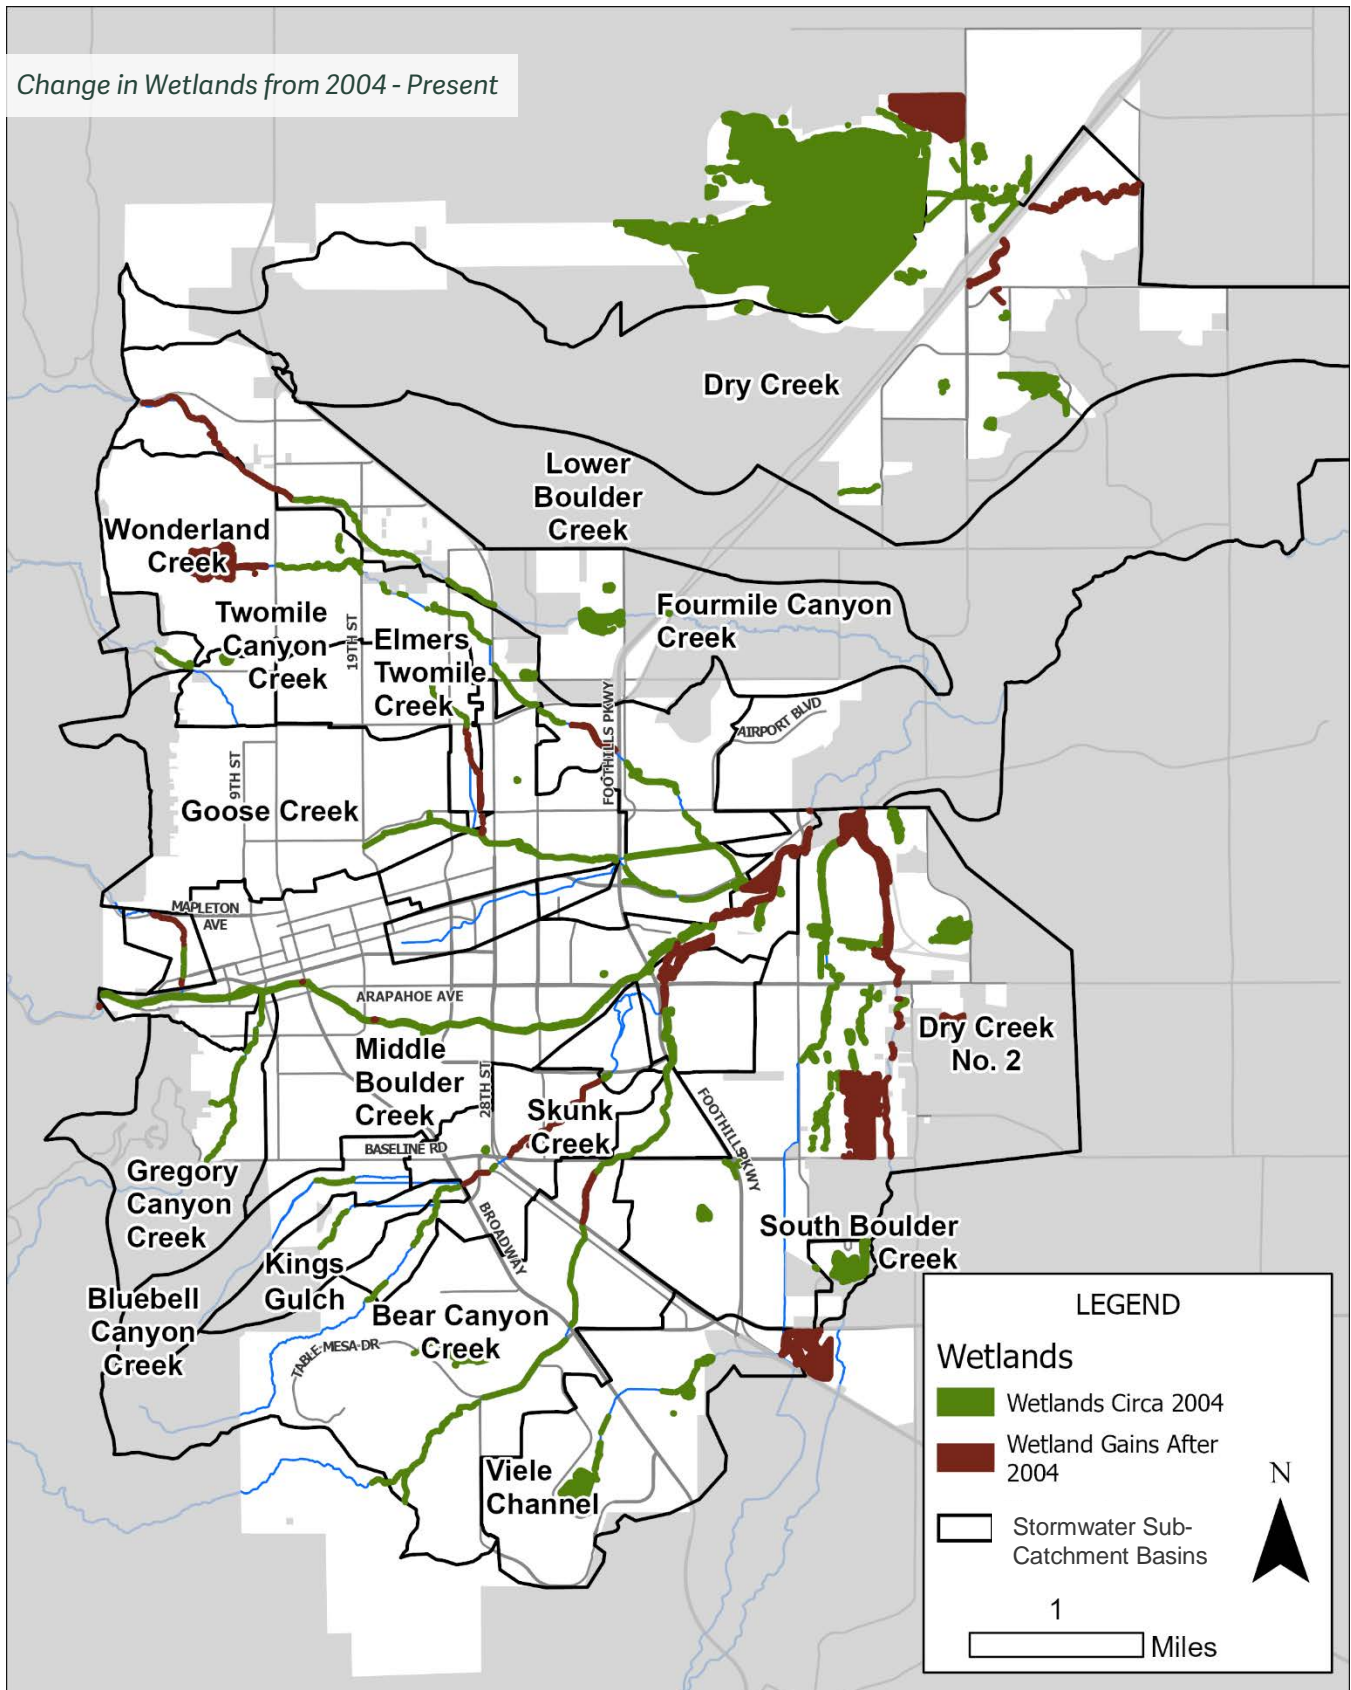 Change in Wetlands from 2004 - Present
Dry Creek
Lower
Boulder
Creek
Wonderland
Creek
Twomile
Canyon
Creek
19TH ST
Elmers
Twomile
Creek
Fourmile Canyon
Creek
FOOTHILLS PKWY
AIRPORT BLVD
9TH ST
Goose Creek
MAPLETON
AVE
ARAPAHOE AVE
Middle
Boulder
Creek
28TH ST
Skunk
Creek
Dry Creek
No. 2
FOOTHILLS PKWY
BASELINE RD
Gregory
Canyon
Creek
BROADWAY
South Boulder
Creek
Kings
Gulch
Bluebell
Canyon
Creek
Bear Canyon
Creek
TABLE MESA DR
Viele
Channel
LEGEND
Wetlands
Wetlands Circa 2004
Wetland Gains After
2004
Stormwater Sub-
Catchment Basins
N
1
Miles